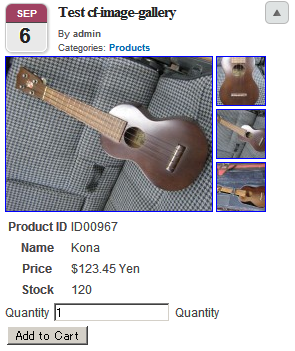 SEP
6
Test cf-image-gallery
By admin
Categories: Products
Product ID ID00967
Name Kona
Price $123.45 Yen
Stock 120
Quantity 1 Quantity
Add to Cart